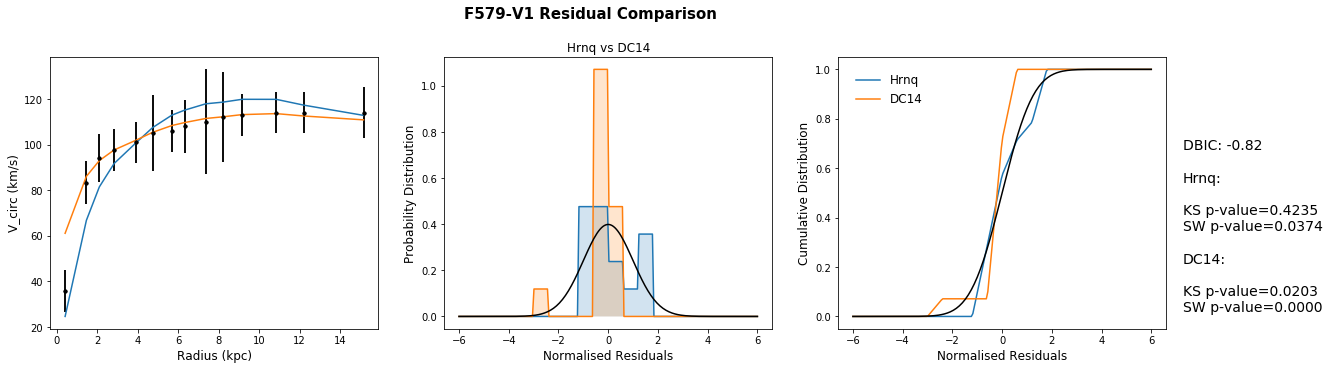 F579-V1 Residual Comparison
V_circ (km/s)
120
100
80
60
40
20
0
2
4
6
8
10
12
14
Radius (kpc)
Hrnq vs DC14
Probability Distribution
1.0
0.8
0.6
0.4
0.2
0.0
−6
−4
−2
0
2
4
6
Normalised Residuals
Cumulative Distribution
1.0
0.8
0.6
0.4
0.2
0.0
Hrnq
DC14
−6
−4
−2
0
2
4
6
Normalised Residuals
DBIC: -0.82
Hrnq:
KS p-value=0.4235
SW p-value=0.0374
DC14:
KS p-value=0.0203
SW p-value=0.0000